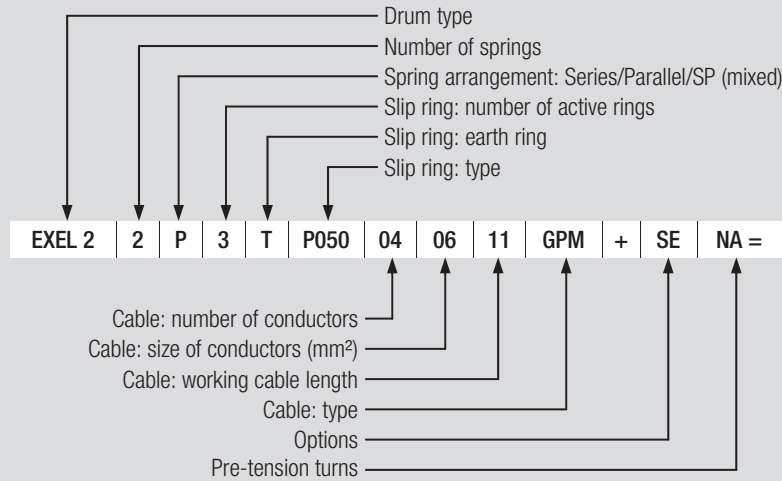 Drum type
Number of springs
Spring arrangement: Series/Parallel/SP (mixed)
Slip ring: number of active rings
Slip ring: earth ring
Slip ring: type
EXEL 2 2 P 3 T P050 04 06 11 GPM + SE NA =
Cable: number of conductors
Cable: size of conductors (mm²)
Cable: working cable length
Cable: type
Options
Pre-tension turns